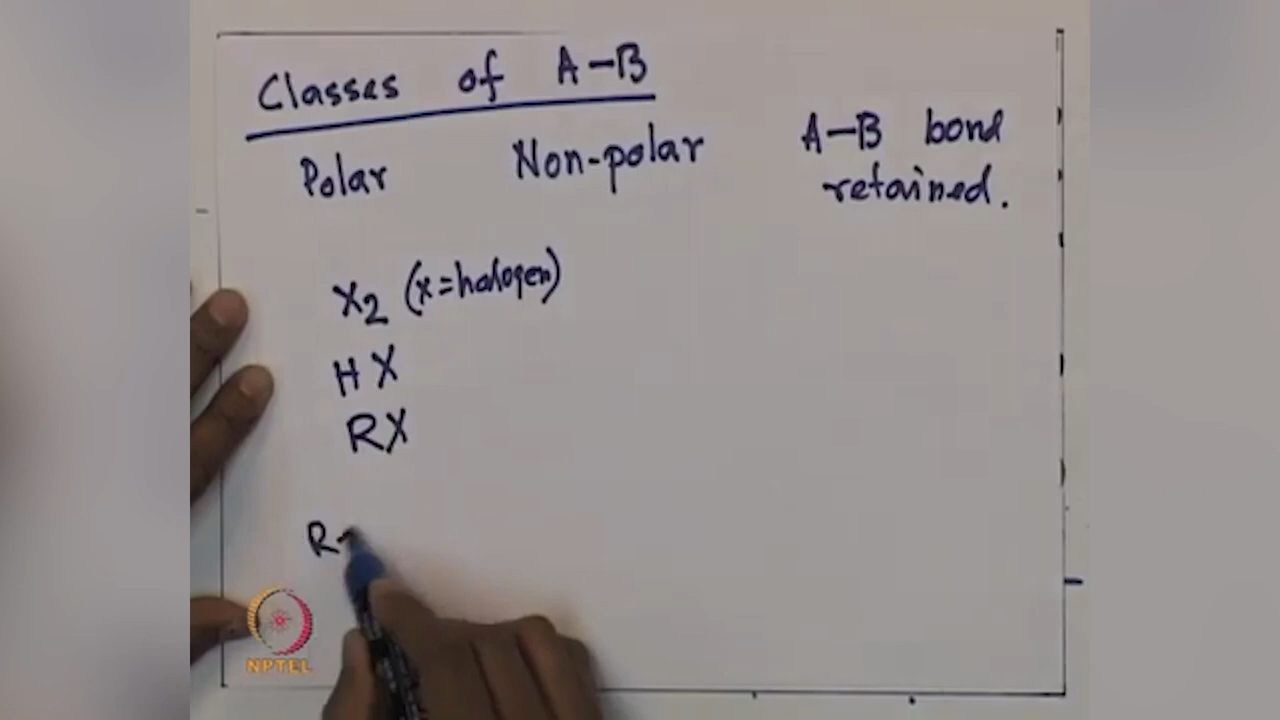 Classes of A-B
Polar Non-polar A-B bond
retained.
X2 (x=halogen)
HX
RX
R-
NPTEL